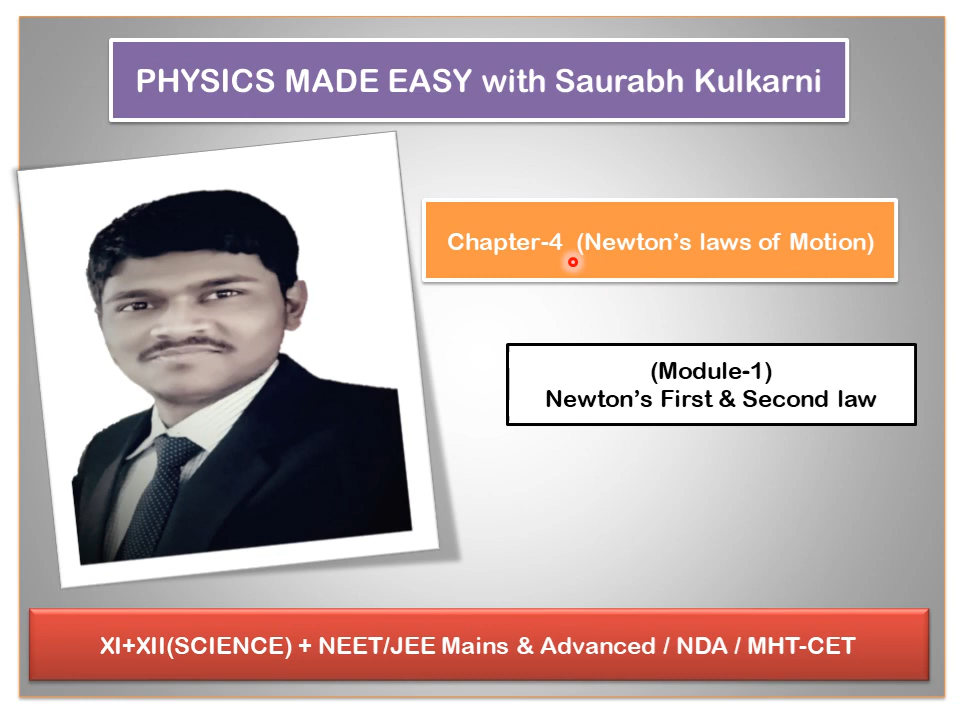 PHYSICS MADE EASY with Saurabh Kulkarni
Chapter-4 (Newton's laws of Motion)
(Module-1)
Newton's First & Second law
XI+XII(SCIENCE) + NEET/JEE Mains & Advanced / NDA / MHT-CET